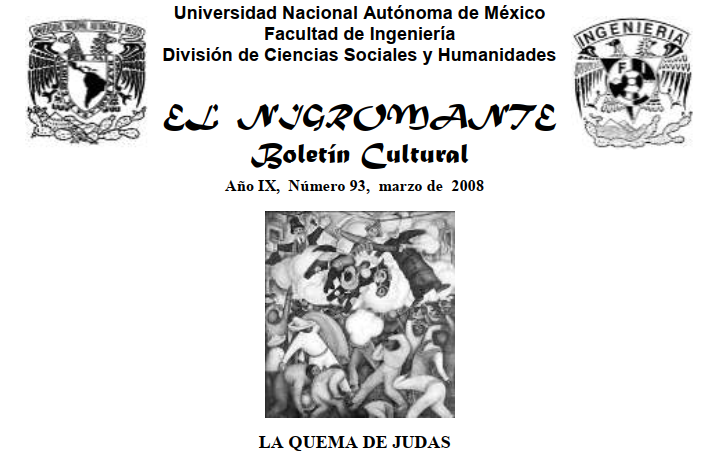 Universidad Nacional Autónoma de México
Facultad de Ingeniería
División de Ciencias Sociales y Humanidades
INGENIERIA
EL NIGROMANTE
Boletín Cultural
Año IX, Número 93, marzo de 2008
LA QUEMA DE JUDAS